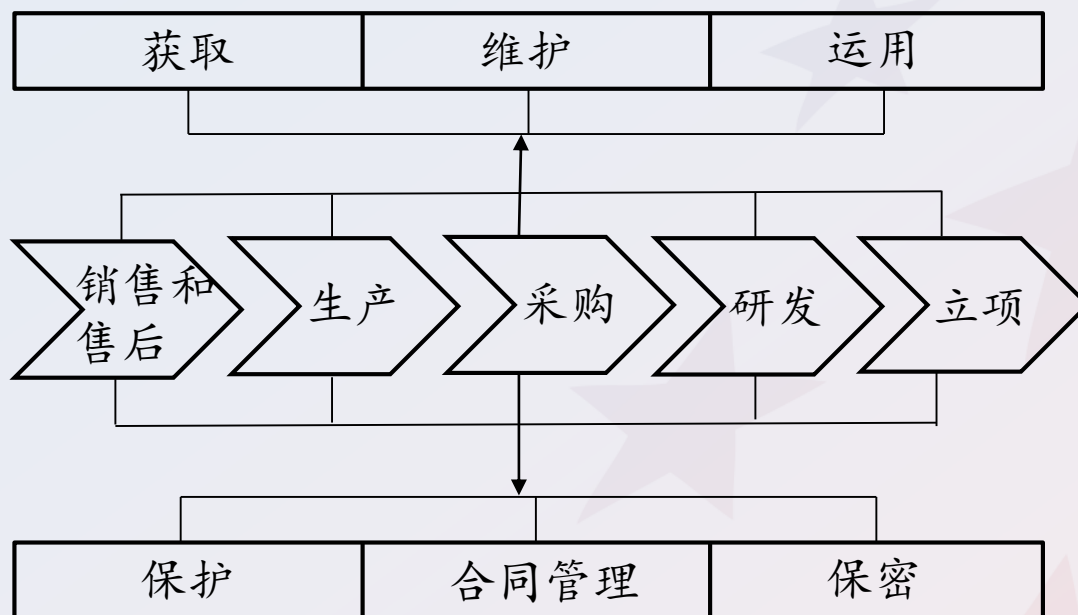 获取
维护
运用
销售和
售后
生产
采购
研发
立项
保护
合同管理
保密